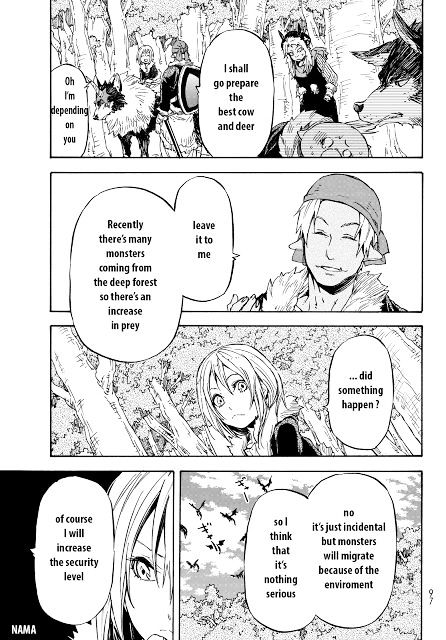 I shall
go prepare
the
best cow
and deer
Oh
I'm
depending
on
you
leave
it to
me
Recently
there's many
monsters
coming from
the deep forest
so there's an
increase
in prey
... did
something
happen ?
no
it's just incidental
but monsters
will migrate
because of the
enviroment
so I
think
that
it's
nothing
serious
of course
I will
increase
the security
level
97
NAMA